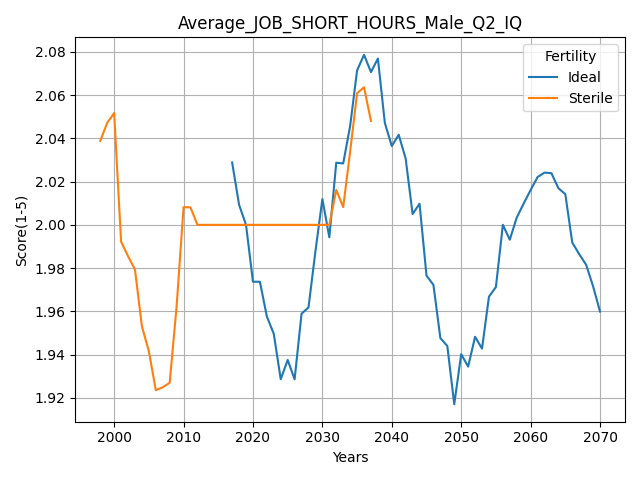 Average_JOB_SHORT_HOURS_Male_Q2_IQ
Fertility
Ideal
Sterile
Score(1-5)
2.08
2.06
2.04
2.02
2.00
1.98
1.96
1.94
1.92
2000 2010 2020 2030 2040 2050 2060 2070
Years